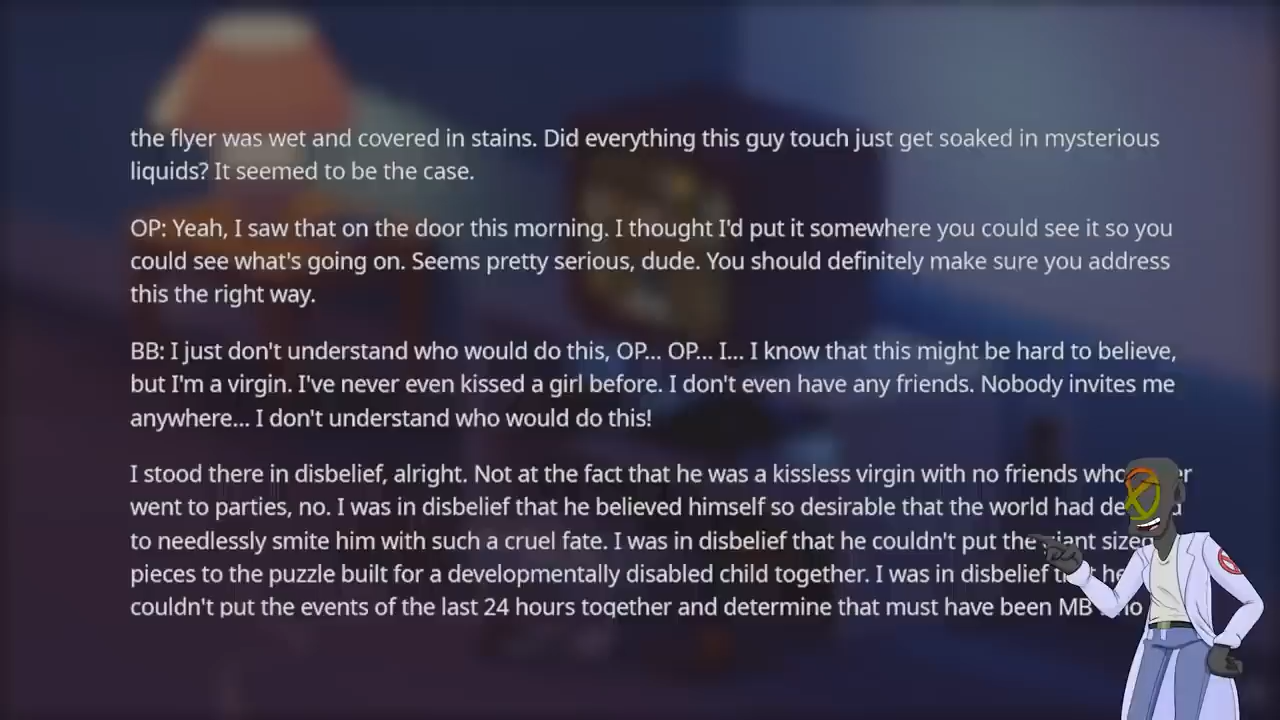 the flyer was wet and covered in stains. Did everything this guy touch just get soaked in mysterious
liquids? It seemed to be the case.
OP: Yeah, I saw that on the door this morning. I thought I'd put it somewhere you could see it so you
could see what's going on. Seems pretty serious, dude. You should definitely make sure you address
this the right way.
BB: I just don't understand who would do this, OP... OP... I... I know that this might be hard to believe,
but I'm a virgin. I've never even kissed a girl before. I don't even have any friends. Nobody invites me
anywhere... I don't understand who would do this!
I stood there in disbelief, alright. Not at the fact that he was a kissless virgin with no friends who
went to parties, no. I was in disbelief that he believed himself so desirable that the world had
to needlessly smite him with such a cruel fate. I was in disbelief that he couldn't put the giant sized
pieces to the puzzle built for a developmentally disabled child together. I was in disbelief that he
couldn't put the events of the last 24 hours together and determine that must have been MB who